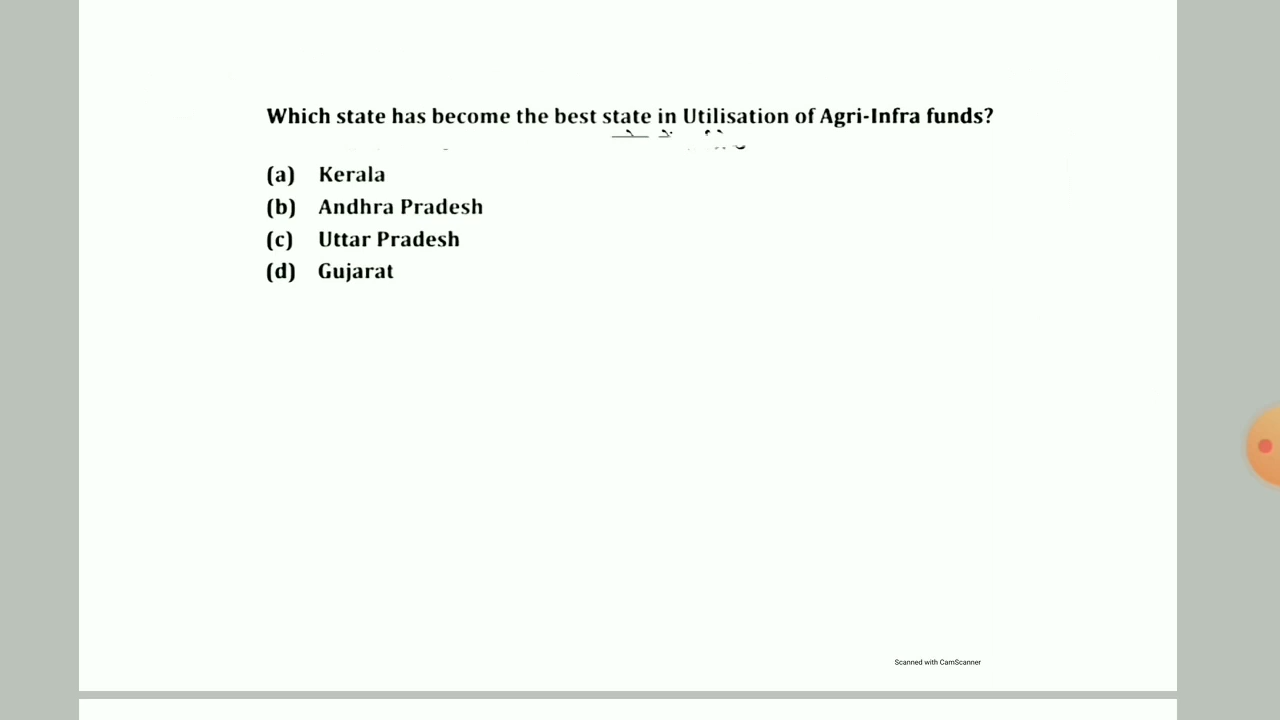 Which state has become the best state in Utilisation of Agri-Infra funds?
(a) Kerala
(b) Andhra Pradesh
(c) Uttar Pradesh
(d) Gujarat
Scanned with CamScanner